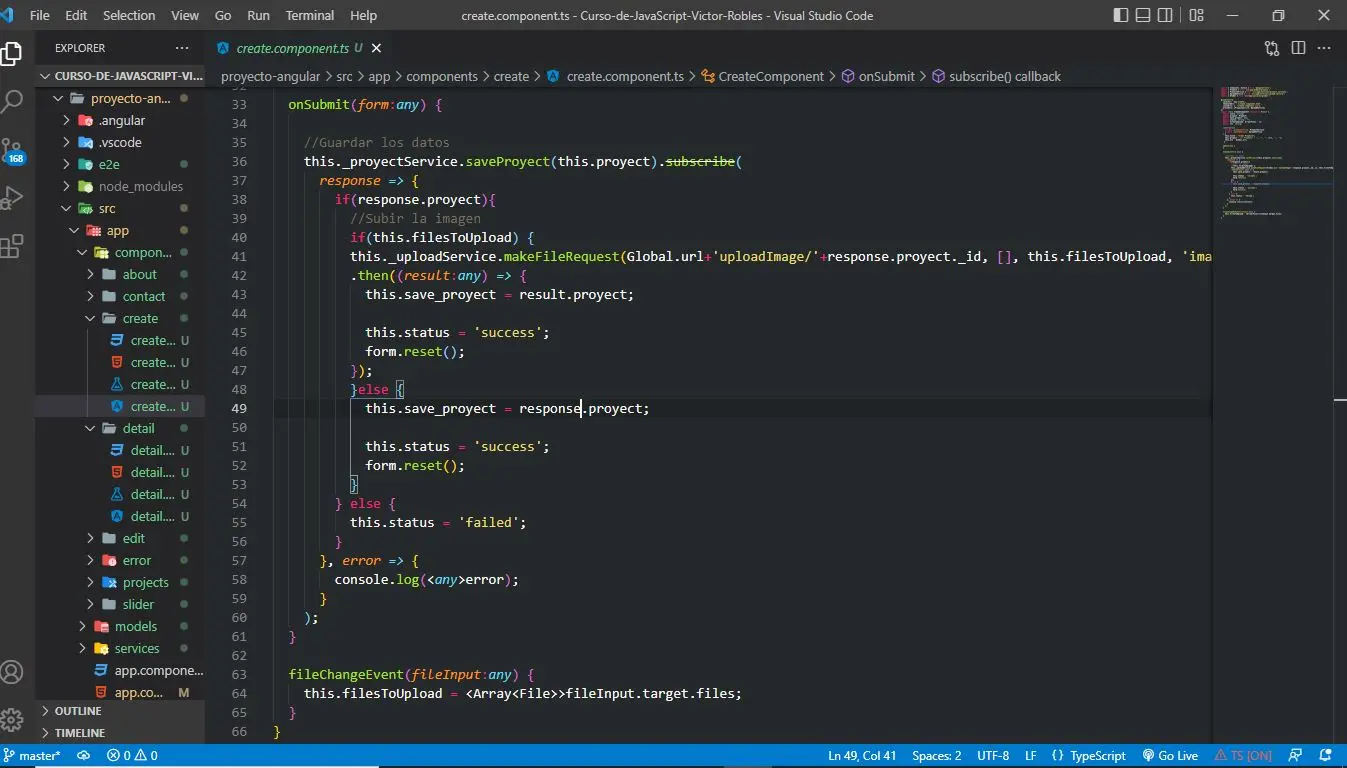 File Edit Selection View Go Run Terminal Help create.component.ts - Curso-de-JavaScript-Victor-Robles - Visual Studio Code
EXPLORER ...
create.component.ts U
CURSO-DE-JAVASCRIPT-VI...
proyecto-angular > src > app > components > create > create.component.ts > CreateComponent > onSubmit > subscribe() callback
proyecto-an...
.angular
.vscode
e2e
node_modules
src
app
compon...
about
contact
create
create... U
create... U
create... U
create... U
detail
detail.... U
detail.... U
detail.... U
detail.... U
edit
error
projects
slider
models
services
app.compone...
app.co... M
OUTLINE
TIMELINE
168
33 onSubmit(form:any) {
34
35 //Guardar los datos
36 this._proyectService.saveProyect(this.project).subscribe(
37 response => {
38 if(response.proyect){
39 //Subir la imagen
40 if(this.filesToUpload) {
41 this._uploadService.makeFileRequest(Global.url+'uploadImage/'+response.proyect._id, [], this.filesToUpload, 'ima
42 .then((result:any) => {
43 this.save_proyect = result.proyect;
44
45 this.status = 'success';
46 form.reset();
47 });
48 }else {
49 this.save_proyect = response.proyect;
50
51 this.status = 'success';
52 form.reset();
53 }
54 } else {
55 this.status = 'failed';
56 }
57 }, error => {
58 console.log(<any>error);
59 }
60 );
61 }
62
63 fileChangeEvent(fileInput:any) {
64 this.filesToUpload = <Array<File>>fileInput.target.files;
65 }
66 }
master* 0 0 Ln 49, Col 41 Spaces: 2 UTF-8 LF {} TypeScript Go Live TS [ON]